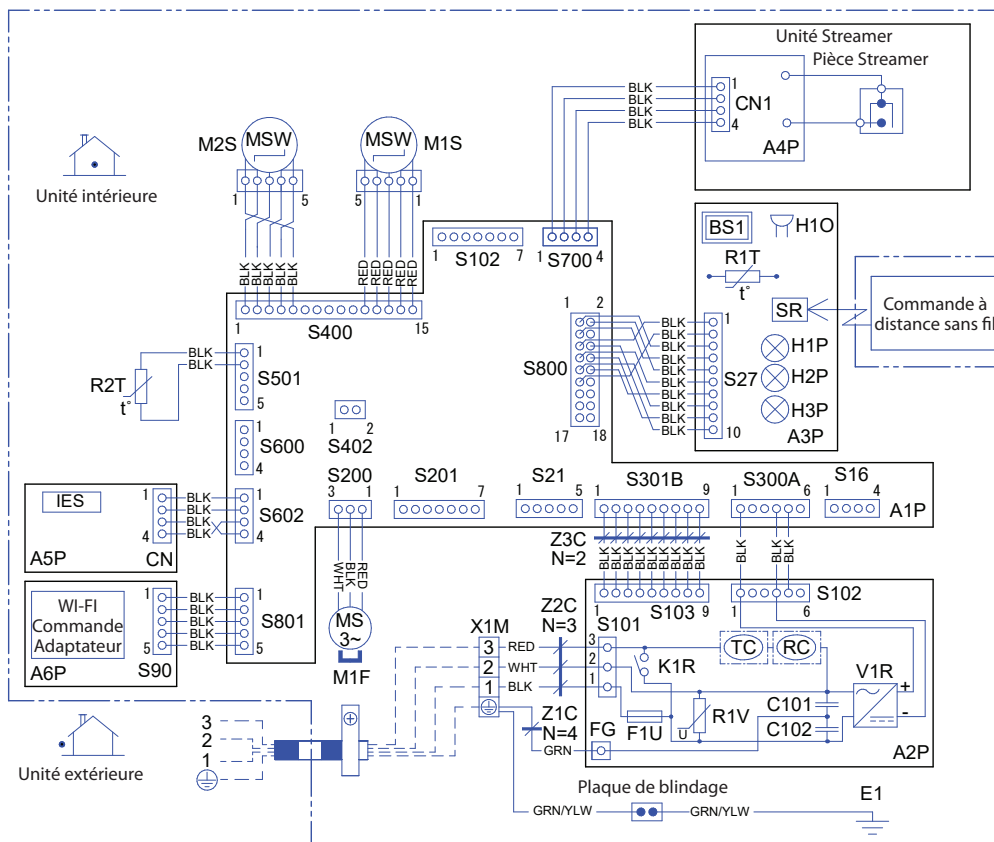 Unité Streamer
Pièce Streamer
1
CN1
4
A4P
BLK
BLK
BLK
BLK
M2S
MSW
MSW
M1S
1
5
5
1
Unité intérieure
BLK
BLK
BLK
BLK
BLK
RED
RED
RED
RED
RED
1
S102
7
1
S700
4
BS1
H1O
R1T
t°
SR
Commande à
distance sans fil
H1P
H2P
H3P
A3P
1
S400
15
1
2
S800
17
18
BLK
BLK
BLK
BLK
BLK
BLK
BLK
BLK
BLK
BLK
1
S27
10
R2T
t°
BLK
BLK
1
S501
5
1
2
S402
1
S600
4
S200
3
1
S201
1
7
S21
1
5
S301B
1
9
S300A
1
6
S16
1
4
A1P
IES
A5P
1
4
CN
BLK
BLK
BLK
BLK
1
S602
4
WI-FI
Commande
Adaptateur
A6P
1
5
S90
BLK
BLK
BLK
BLK
BLK
1
S801
5
WHT
BLK
RED
MS
3~
M1F
Z3C
N=2
BLK
BLK
BLK
BLK
BLK
BLK
BLK
BLK
BLK
BLK
BLK
BLK
1
S103
9
1
S102
6
X1M
3
2
1
RED
WHT
BLK
Z2C
N=3
S101
3
2
1
K1R
TC
RC
V1R
+
-
C101
C102
R1V
U
F1U
A2P
Z1C
N=4
GRN
FG
3
2
1
Unité extérieure
Plaque de blindage
GRN/YLW
GRN/YLW
E1